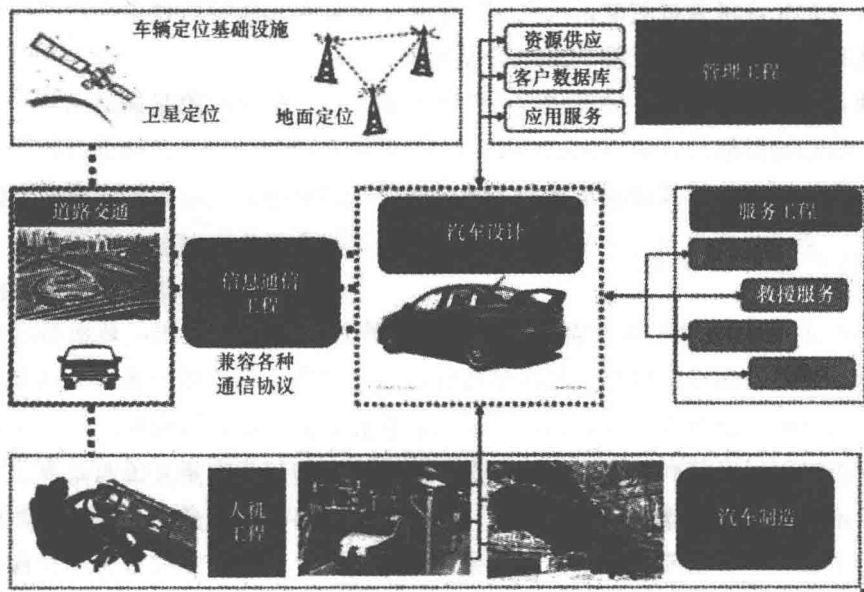 车辆定位基础设施
卫星定位
地面定位
资源供应
客户数据库
应用服务
管理工程
道路交通
信息通信
工程
兼容各种
通信协议
汽车设计
服务工程
救援服务
人机
工程
汽车制造